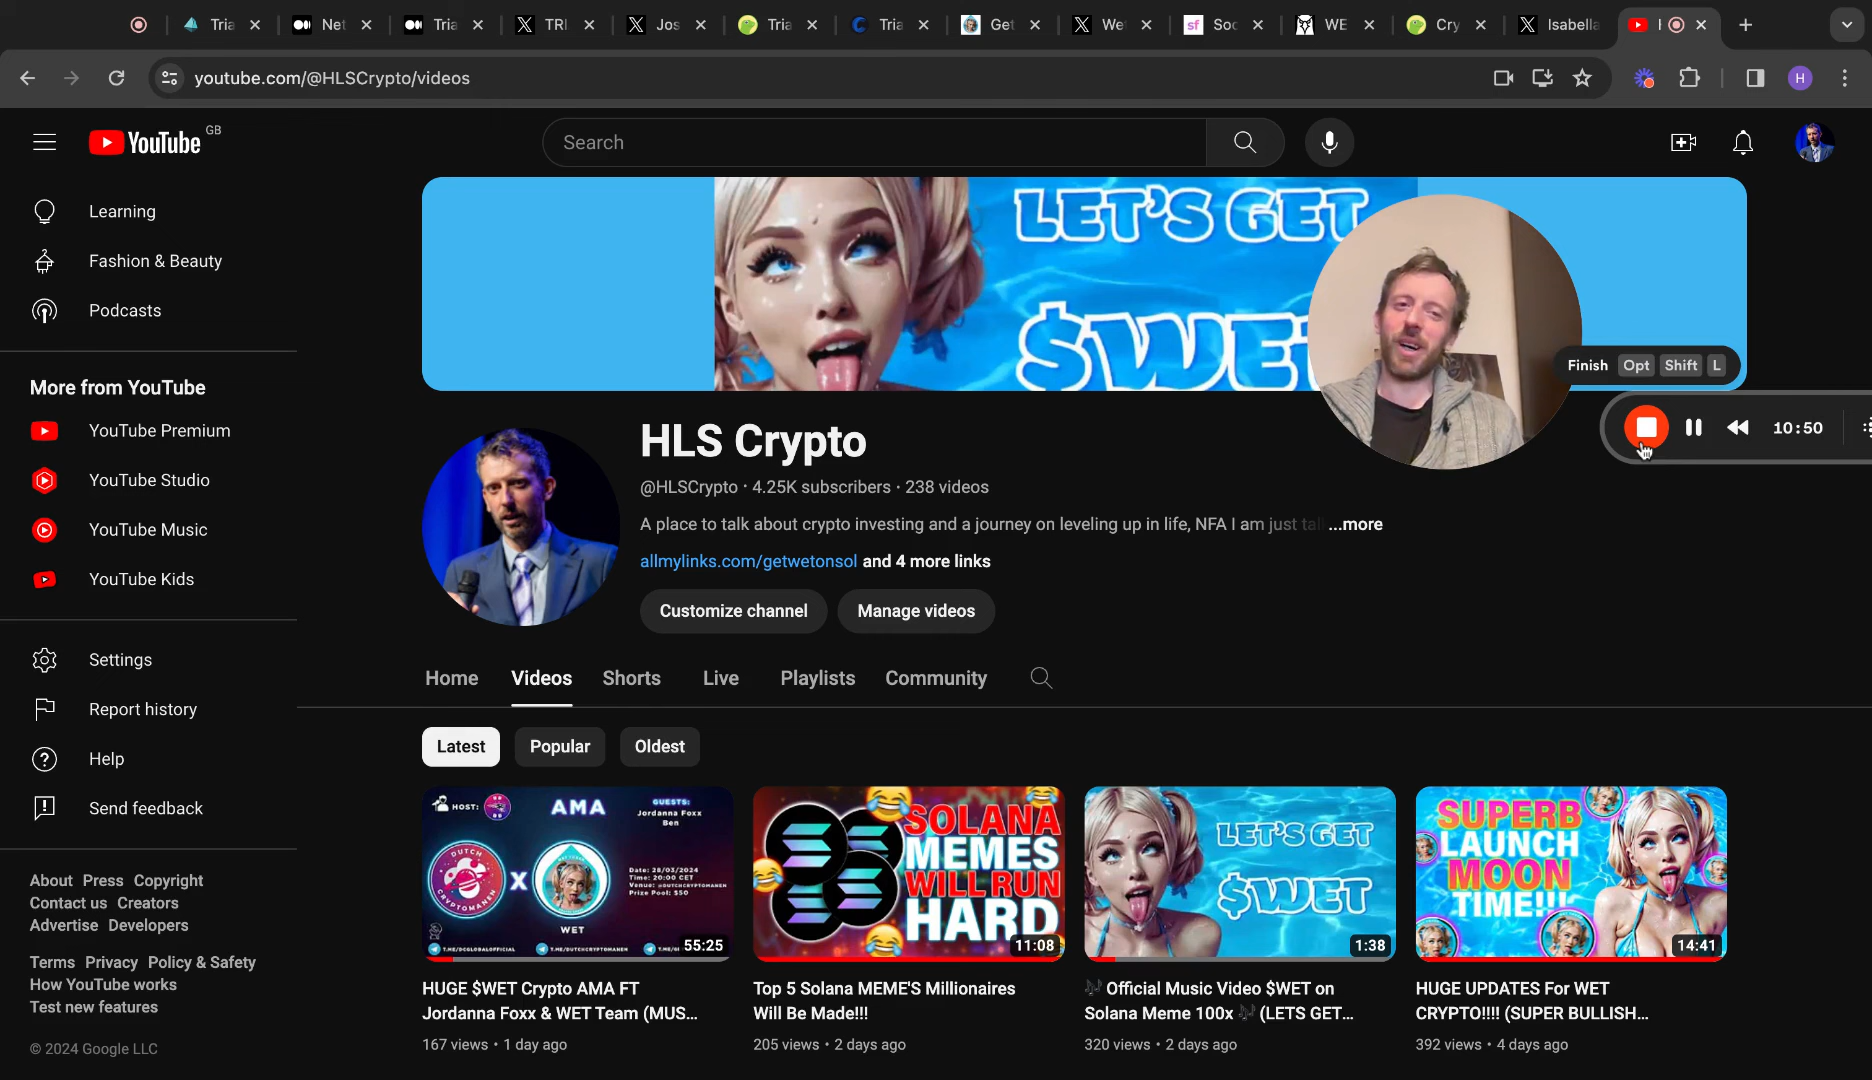 Tria
Net
Tria
TRI
Jos
Tria
Tria
Get
We
sf Soc
WE
Cry
Isabella
youtube.com/@HLSCrypto/videos
H
YouTube GB
Search
Learning
Fashion & Beauty
Podcasts
More from YouTube
YouTube Premium
YouTube Studio
YouTube Music
YouTube Kids
Settings
Report history
Help
Send feedback
About Press Copyright
Contact us Creators
Advertise Developers
Terms Privacy Policy & Safety
How YouTube works
Test new features
© 2024 Google LLC
LET'S GET
$WET
Finish Opt Shift L
10:50
HLS Crypto
@HLSCrypto · 4.25K subscribers · 238 videos
A place to talk about crypto investing and a journey on leveling up in life, NFA I am just tal ...more
allmylinks.com/getwetonsol and 4 more links
Customize channel
Manage videos
Home
Videos
Shorts
Live
Playlists
Community
Latest
Popular
Oldest
HOST:
AMA
GUESTS:
Jordanna Foxx
Ben
DUTCH
CRYPTOMANEN
X
WET
Date: 28/03/2024
Time: 20:00 CET
Venue: @DUTCHCRYPTOMANEN
Prize Pool: $50
T.ME/DCGLOBALOFFICIAL
T.ME/DUTCHCRYPTOMANEN
55:25
HUGE $WET Crypto AMA FT
Jordanna Foxx & WET Team (MUS...
167 views · 1 day ago
SOLANA
MEMES
WILL RUN
HARD
11:08
Top 5 Solana MEME'S Millionaires
Will Be Made!!!
205 views · 2 days ago
LET'S GET
$WET
1:38
🎶 Official Music Video $WET on
Solana Meme 100x 🎶 (LETS GET...
320 views · 2 days ago
SUPERB
LAUNCH
MOON
TIME!!!
14:41
HUGE UPDATES For WET
CRYPTO!!!! (SUPER BULLISH...
392 views · 4 days ago